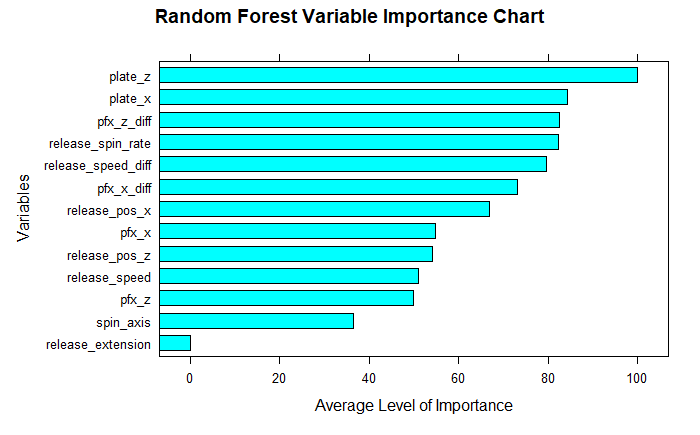 Random Forest Variable Importance Chart
Variables
plate_z
plate_x
pfx_z_diff
release_spin_rate
release_speed_diff
pfx_x_diff
release_pos_x
pfx_x
release_pos_z
release_speed
pfx_z
spin_axis
release_extension
0 20 40 60 80 100
Average Level of Importance